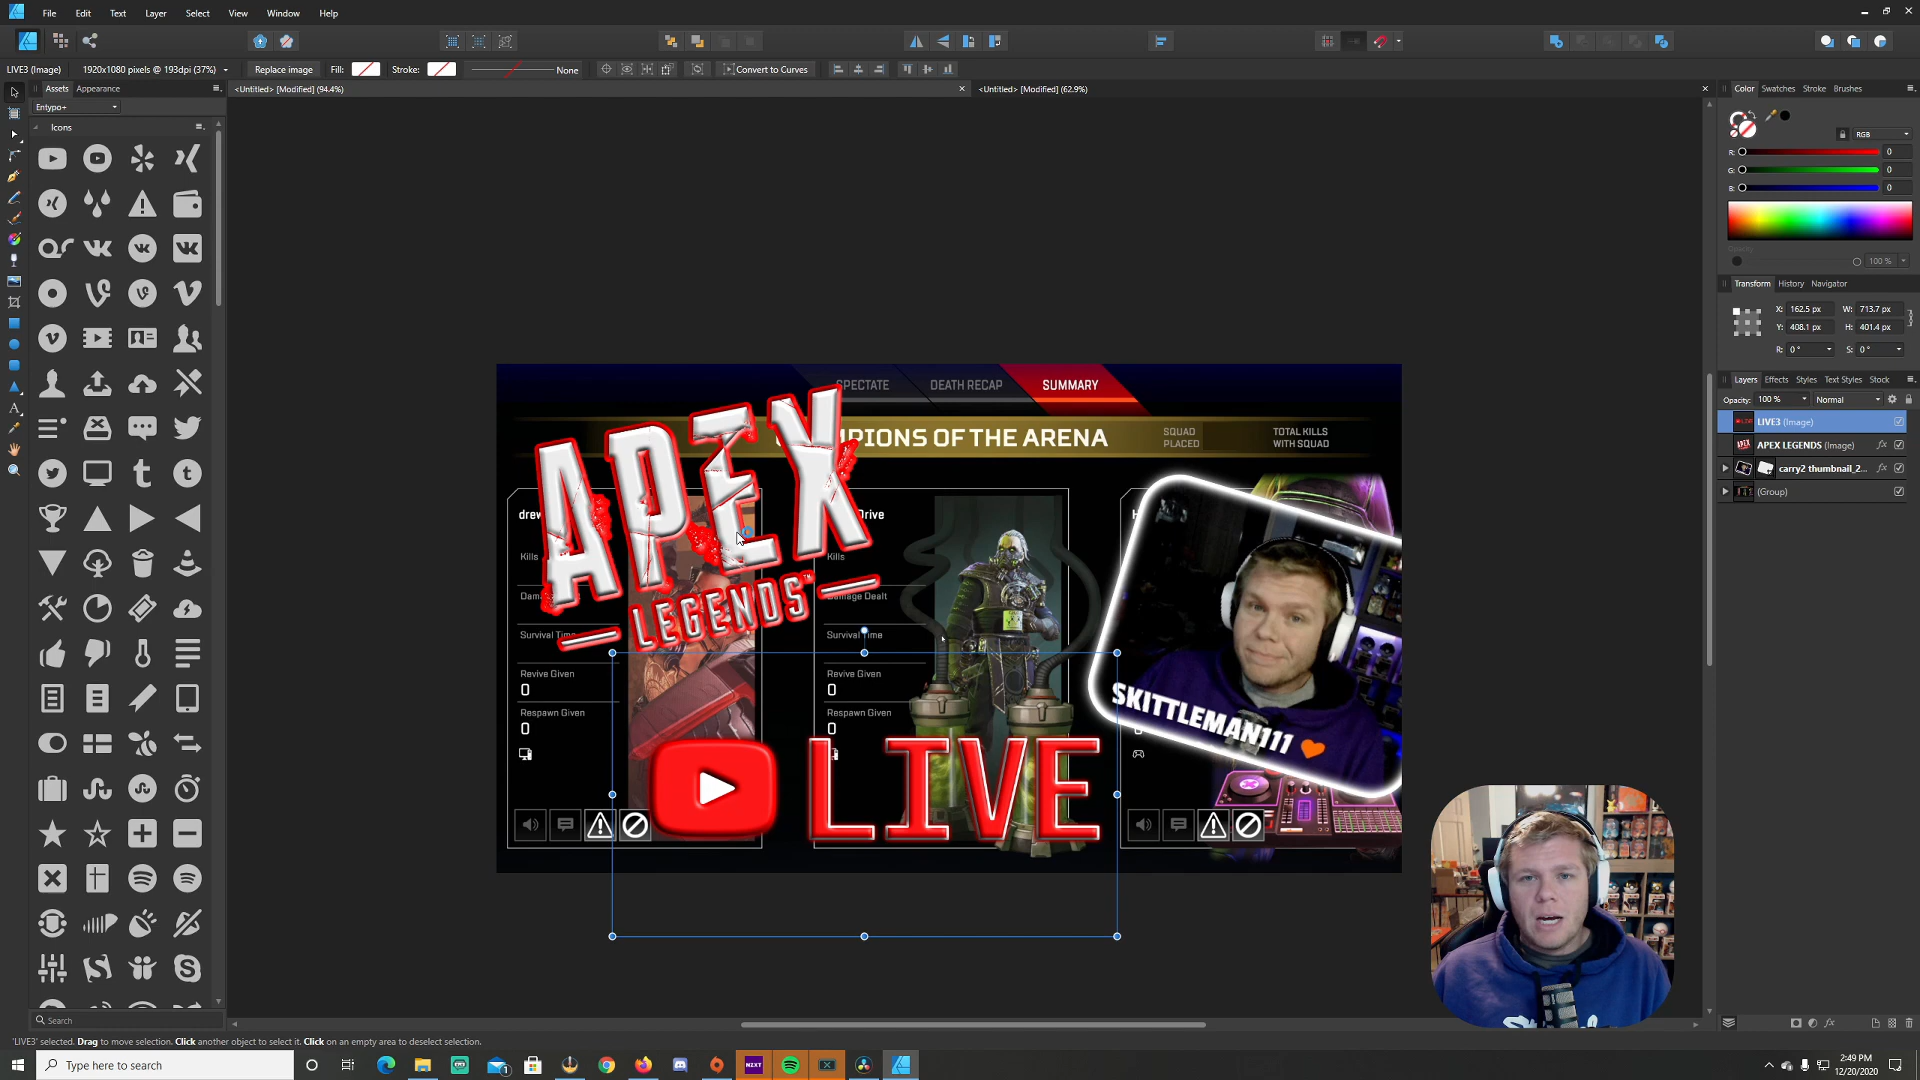 File Edit Text Layer Select View Window Help
LIVE3 (Image) 1920x1080 pixels @ 193dpi (37%) Replace image Fill: Stroke: None Convert to Curves
Assets Appearance
<Untitled> [Modified] (94.4%)
<Untitled> [Modified] (62.9%)
Entypo+
Icons
SPECTATE DEATH RECAP SUMMARY
IONS OF THE ARENA
SQUAD
PLACED
TOTAL KILLS
WITH SQUAD
APEX
LEGENDS™
drew
Drive
Kills
Kills
Damage Dealt
Survival Time
Survival Time
Revive Given
0
Revive Given
0
Respawn Given
0
Respawn Given
0
LIVE
SKITTLEMAN111
Color Swatches Stroke Brushes
RGB
R: 0
G: 0
B: 0
Opacity
100 %
Transform History Navigator
X: 162.5 px W: 713.7 px
Y: 408.1 px H: 401.4 px
R: 0 ° S: 0 °
Layers Effects Styles Text Styles Stock
Opacity: 100 % Normal
LIVE3 (Image)
APEX LEGENDS (Image) fx
carry2 thumbnail_2... fx
(Group)
Search
'LIVE3' selected. Drag to move selection. Click another object to select it. Click on an empty area to deselect selection.
Type here to search
NZXT
2:49 PM
12/20/2020